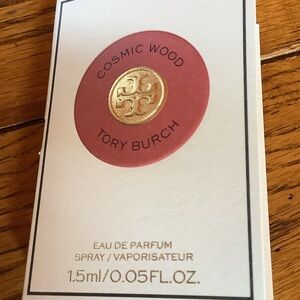 COSMIC WOOD
TORY BURCH
EAU DE PARFUM
SPRAY / VAPORISATEUR
1.5ml/0.05FL.OZ.